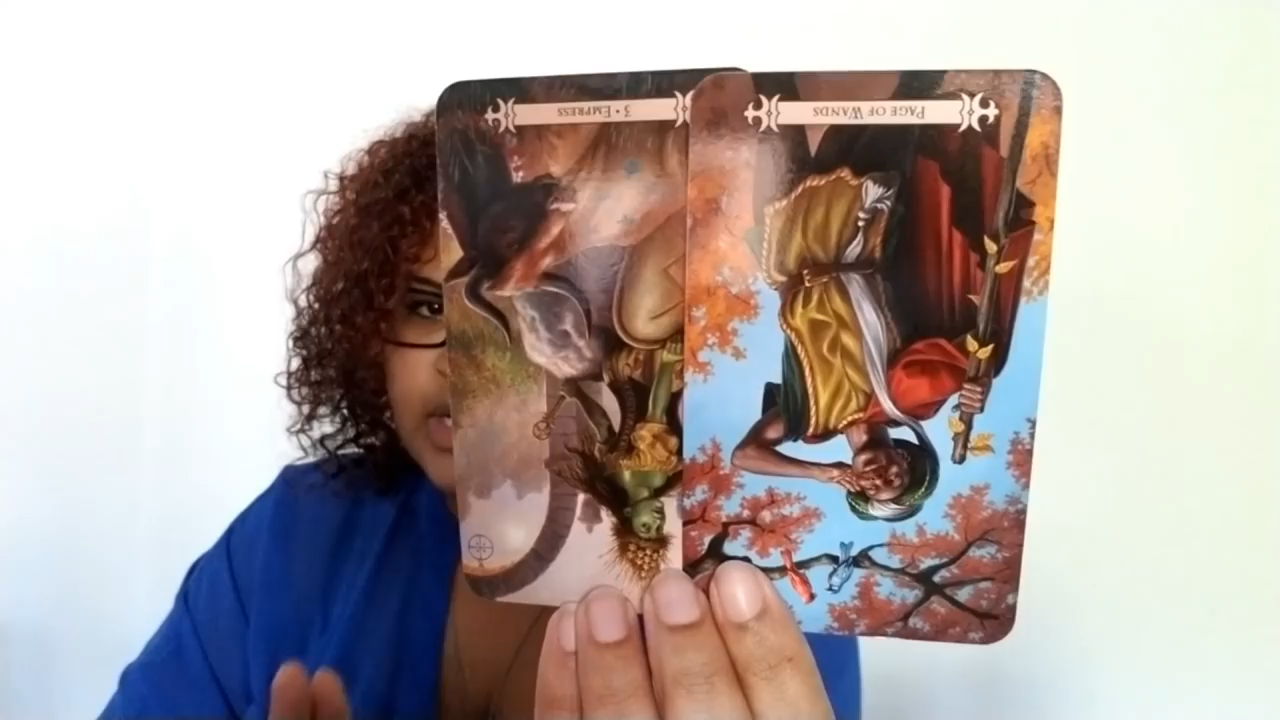 3 • Empress
Page of Wands